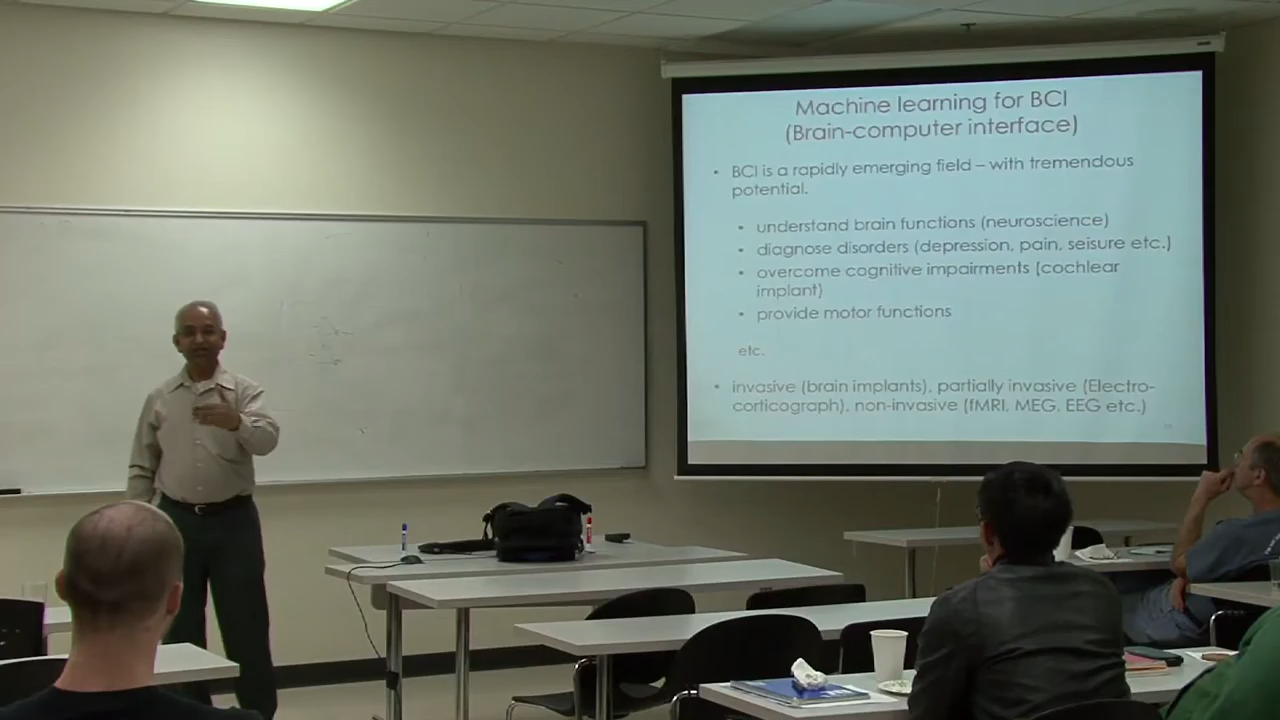 Machine learning for BCI
(Brain-computer interface)
• BCI is a rapidly emerging field – with tremendous
potential.
• understand brain functions (neuroscience)
• diagnose disorders (depression, pain, seisure etc.)
• overcome cognitive impairments (cochlear
implant)
• provide motor functions
etc.
• invasive (brain implants), partially invasive (Electro-
corticograph), non-invasive (fMRI, MEG, EEG etc.)